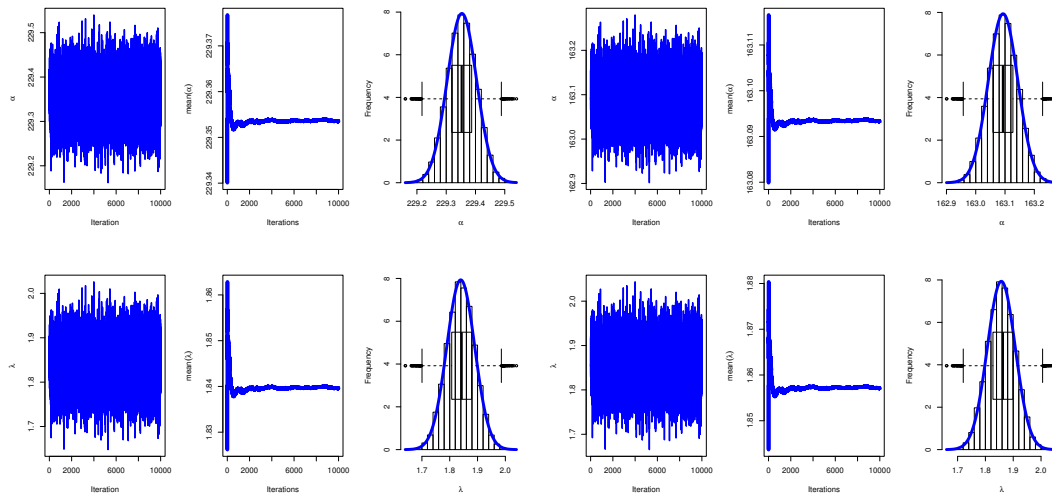 α
229.2 229.3 229.4 229.5
0 2000 6000 10000
Iteration
mean(α)
229.34 229.35 229.36 229.37
0 2000 6000 10000
Iterations
Frequency
0 2 4 6 8
229.2 229.3 229.4 229.5
α
α
162.9 163.0 163.1 163.2
0 2000 6000 10000
Iteration
mean(α)
163.08 163.09 163.10 163.11
0 2000 6000 10000
Iterations
Frequency
0 2 4 6 8
162.9 163.0 163.1 163.2
α
λ
1.7 1.8 1.9 2.0
0 2000 6000 10000
Iteration
mean(λ)
1.83 1.84 1.85 1.86
0 2000 6000 10000
Iterations
Frequency
0 2 4 6 8
1.7 1.8 1.9 2.0
λ
λ
1.7 1.8 1.9 2.0
0 2000 6000 10000
Iteration
mean(λ)
1.85 1.86 1.87 1.88
0 2000 6000 10000
Iterations
Frequency
0 2 4 6 8
1.7 1.8 1.9 2.0
λ